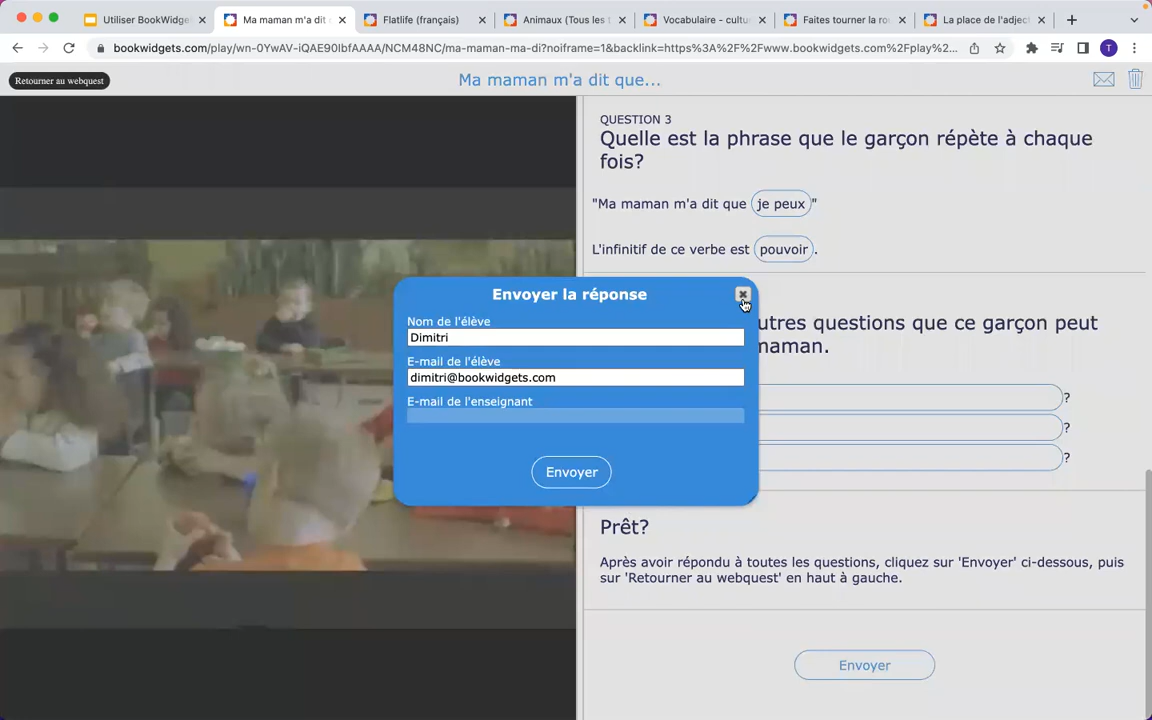 Utiliser BookWidge
Ma maman m'a dit
Flatlife (français)
Animaux (Tous les
Vocabulaire - cultu
Faites tourner la ro
La place de l'adjec
bookwidgets.com/play/wn-0YwAV-iQAE90IbfAAAA/NCM48NC/ma-maman-ma-di?noiframe=1&backlink=https%3A%2F%2Fwww.bookwidgets.com%2Fplay%2...
T
Retourner au webquest
Ma maman m'a dit que...
QUESTION 3
Quelle est la phrase que le garçon répète à chaque
fois?
"Ma maman m'a dit que je peux "
L'infinitif de ce verbe est pouvoir .
utres questions que ce garçon peut
maman.
?
?
?
Envoyer la réponse
Nom de l'élève
Dimitri
E-mail de l'élève
dimitri@bookwidgets.com
E-mail de l'enseignant
Envoyer
Prêt?
Après avoir répondu à toutes les questions, cliquez sur 'Envoyer' ci-dessous, puis
sur 'Retourner au webquest' en haut à gauche.
Envoyer